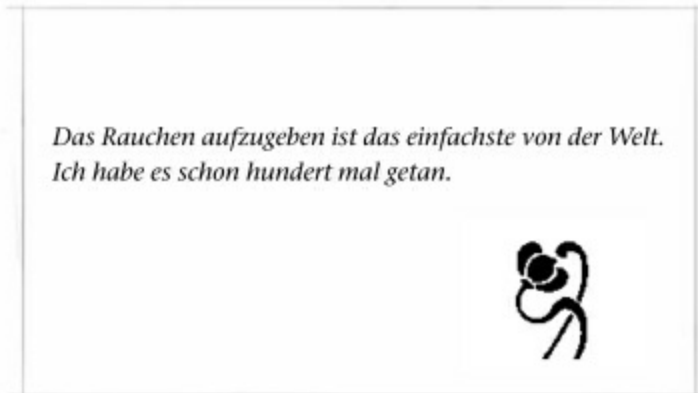 Das Rauchen aufzugeben ist das einfachste von der Welt.
Ich habe es schon hundert mal getan.